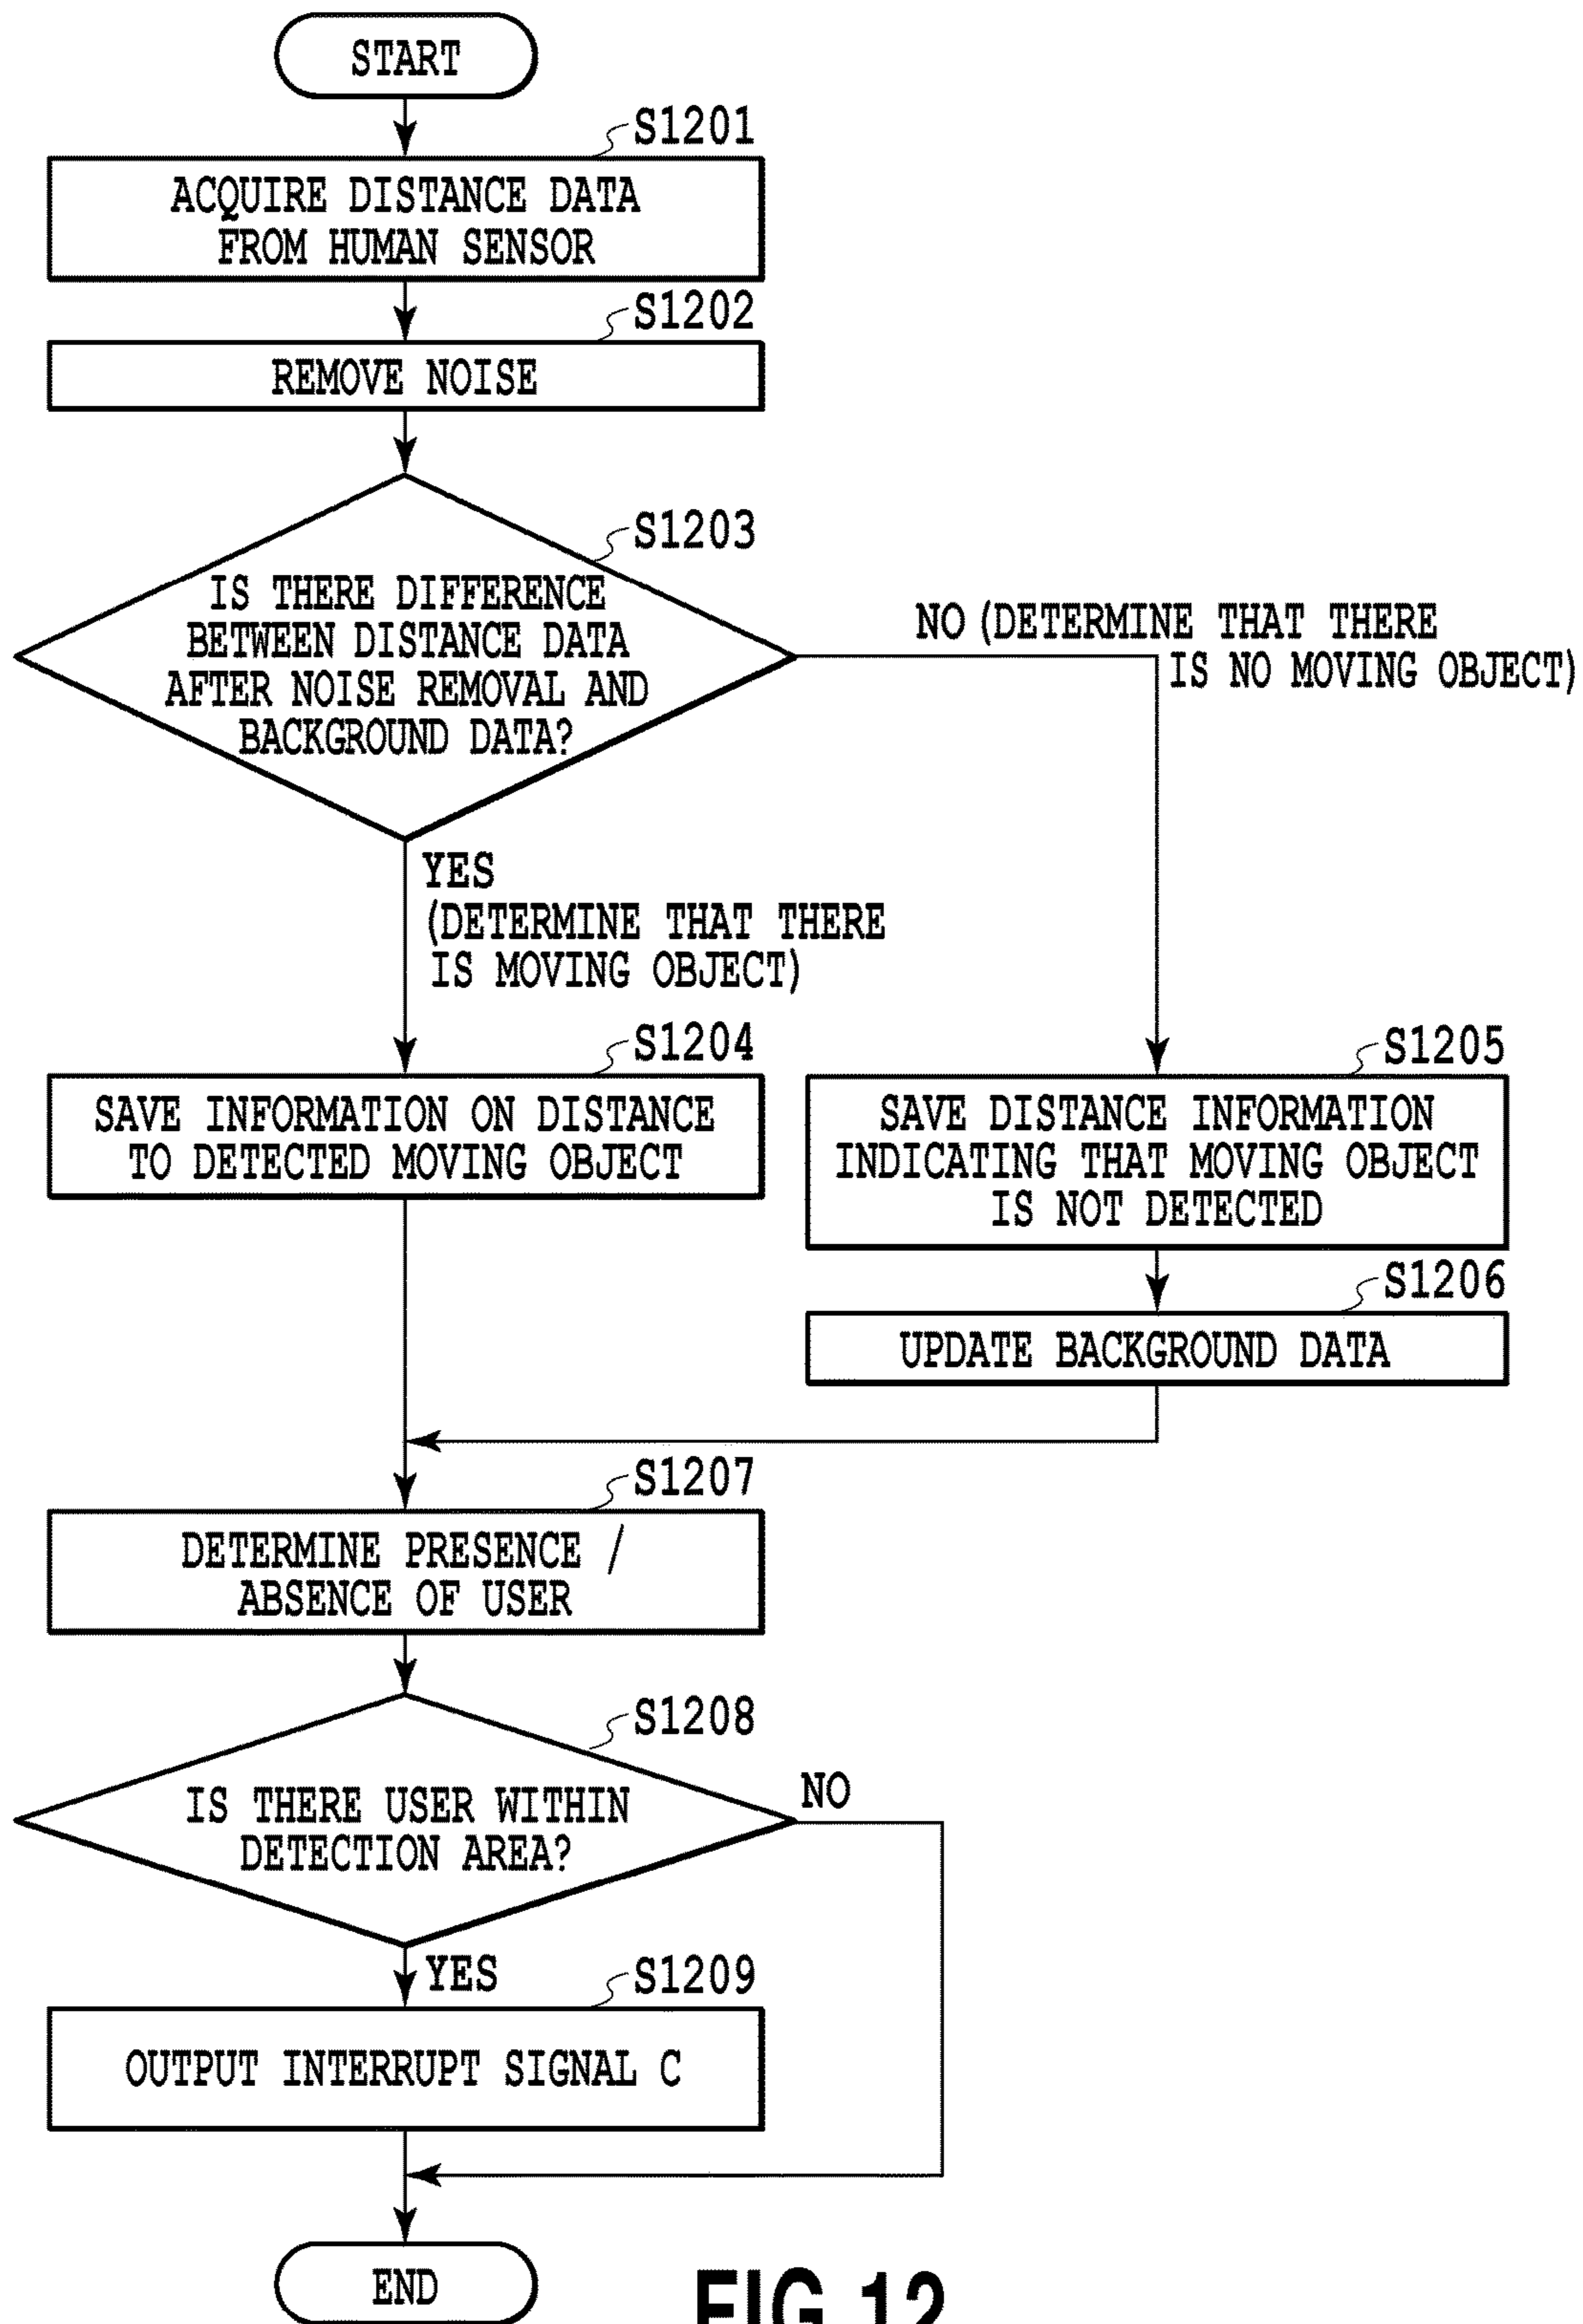 START
S1201
ACQUIRE DISTANCE DATA
FROM HUMAN SENSOR
S1202
REMOVE NOISE
S1203
IS THERE DIFFERENCE
BETWEEN DISTANCE DATA
AFTER NOISE REMOVAL AND
BACKGROUND DATA?
NO (DETERMINE THAT THERE
IS NO MOVING OBJECT)
YES
(DETERMINE THAT THERE
IS MOVING OBJECT)
S1204
SAVE INFORMATION ON DISTANCE
TO DETECTED MOVING OBJECT
S1205
SAVE DISTANCE INFORMATION
INDICATING THAT MOVING OBJECT
IS NOT DETECTED
S1206
UPDATE BACKGROUND DATA
S1207
DETERMINE PRESENCE /
ABSENCE OF USER
S1208
IS THERE USER WITHIN
DETECTION AREA?
NO
YES
S1209
OUTPUT INTERRUPT SIGNAL C
END
FIG.12